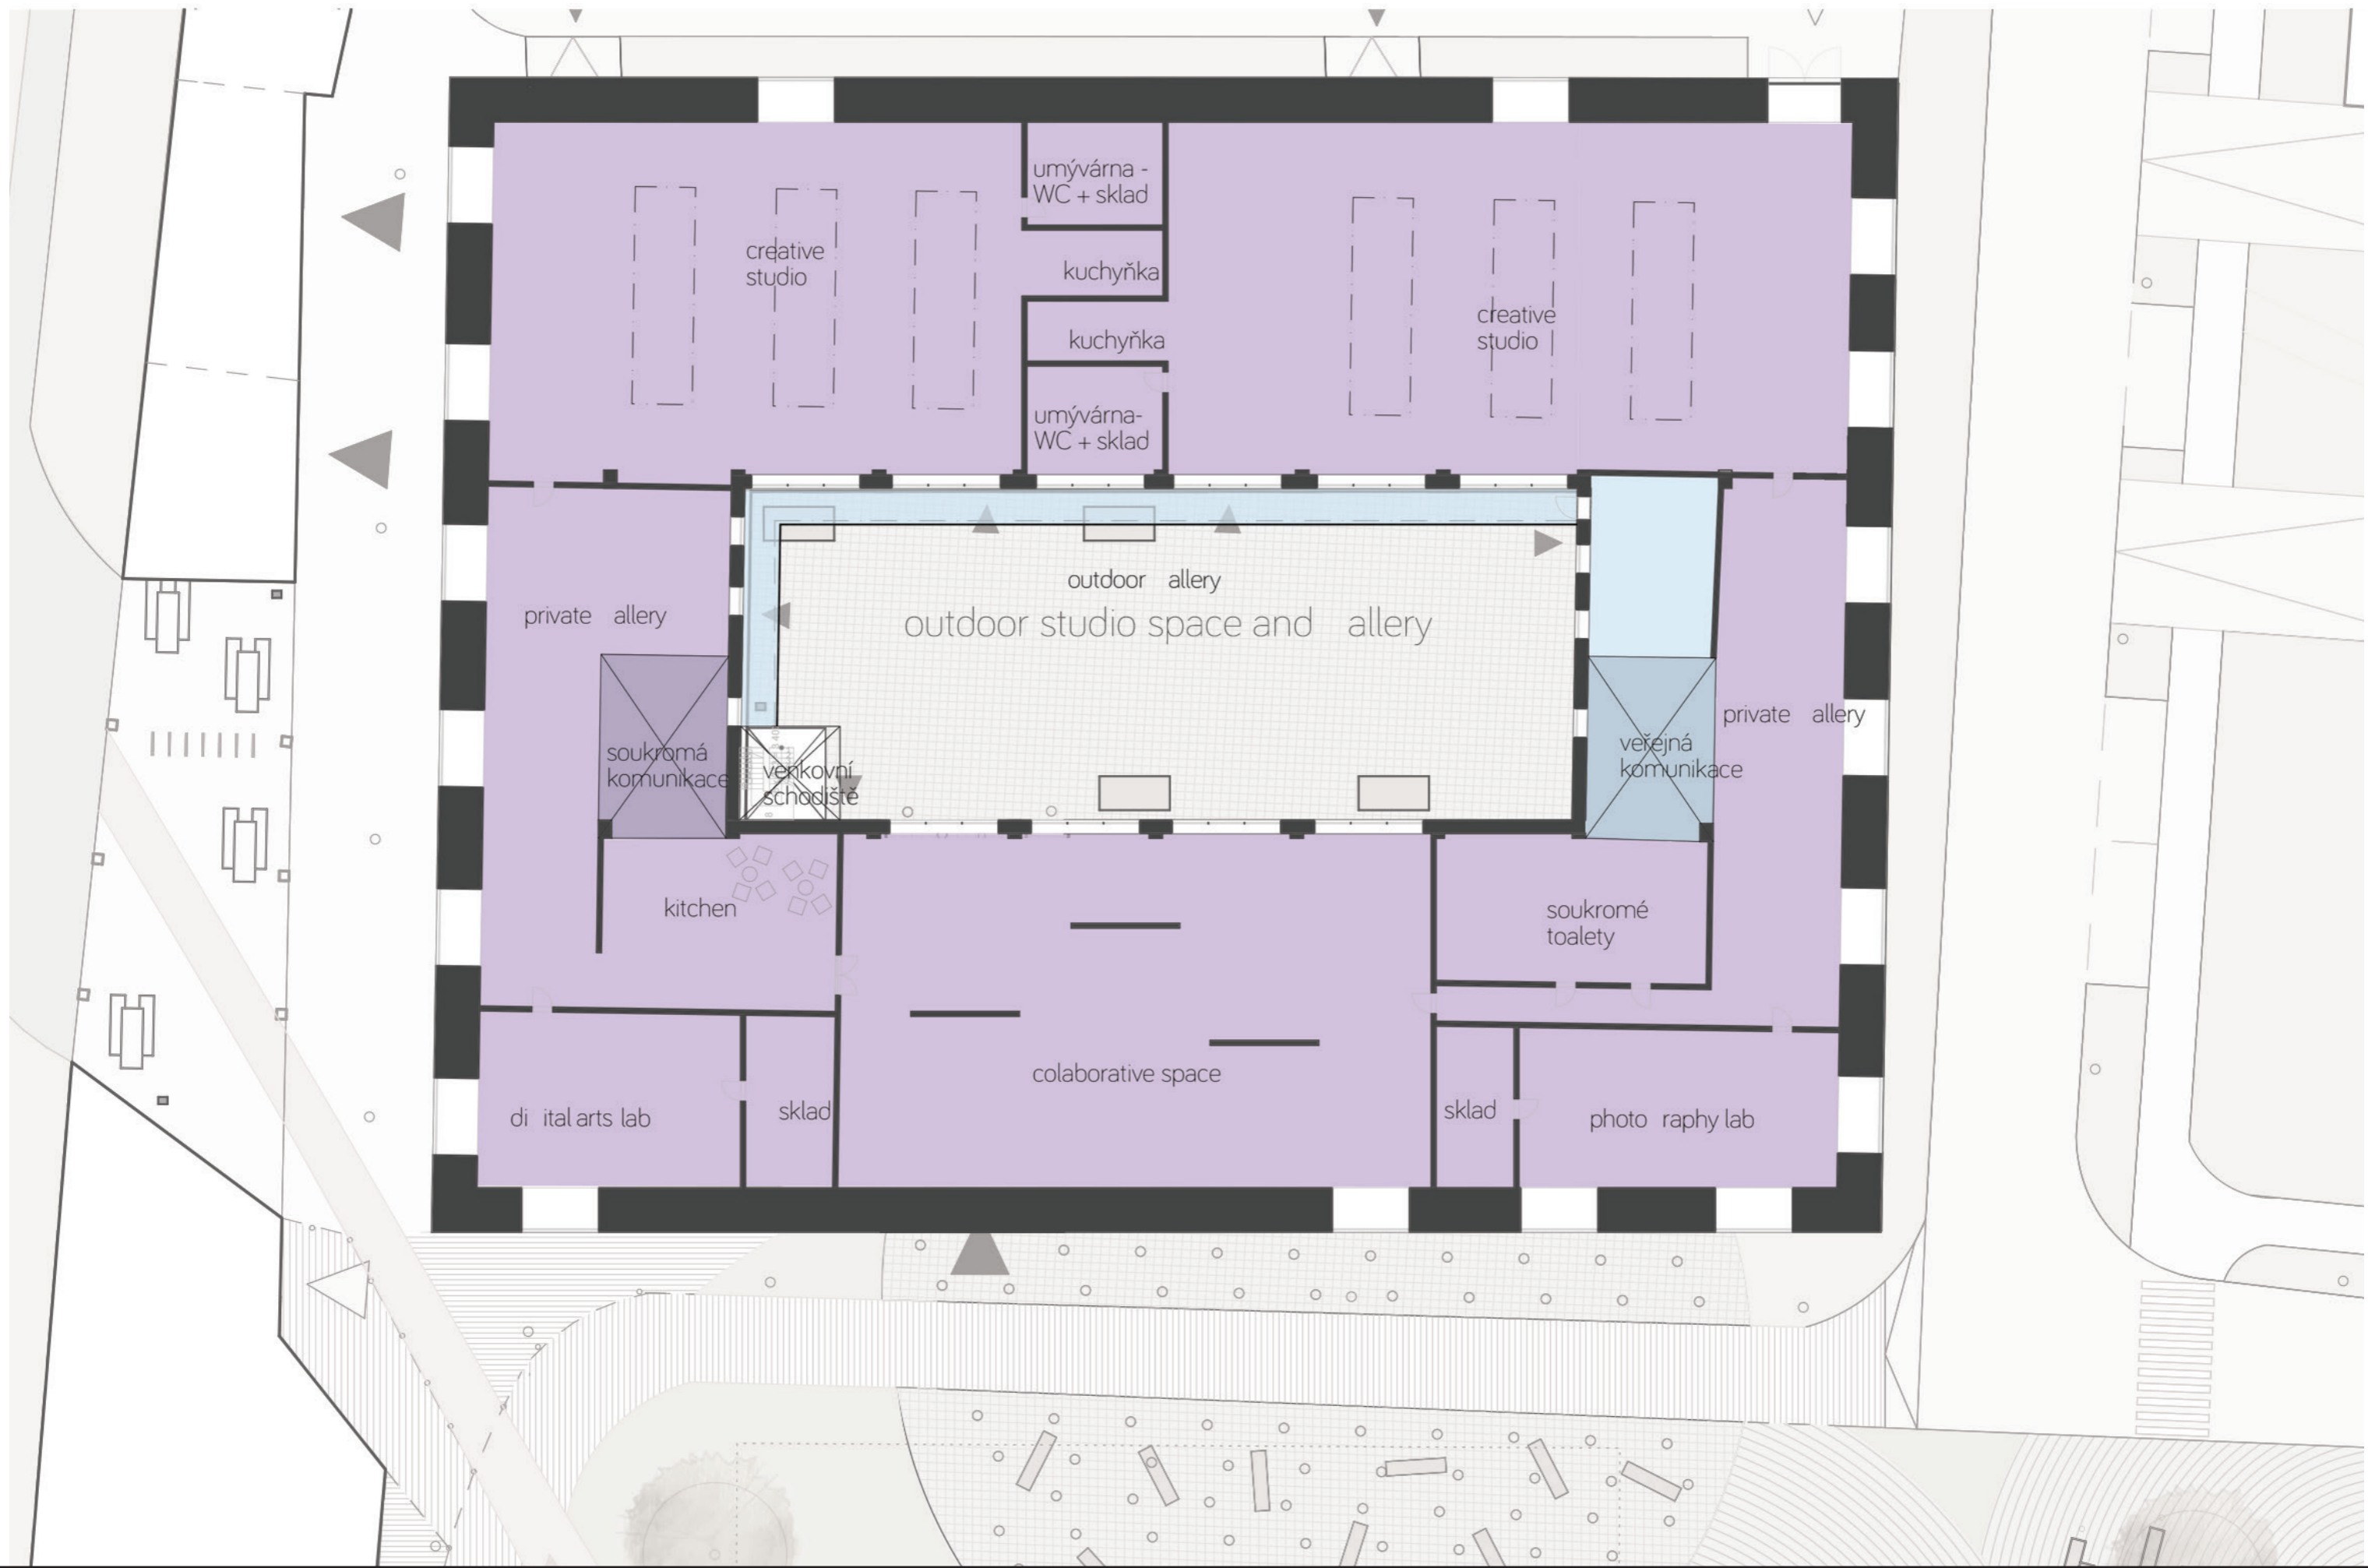 umývárna -
WC + sklad
creative
studio
kuchyňka
creative
studio
kuchyňka
umývárna-
WC + sklad
outdoor allery
outdoor studio space and allery
private allery
private allery
soukromá
komunikace
venkovní
schodiště
veřejná
komunikace
kitchen
soukromé
toalety
colaborative space
di ital arts lab
sklad
sklad
photo raphy lab